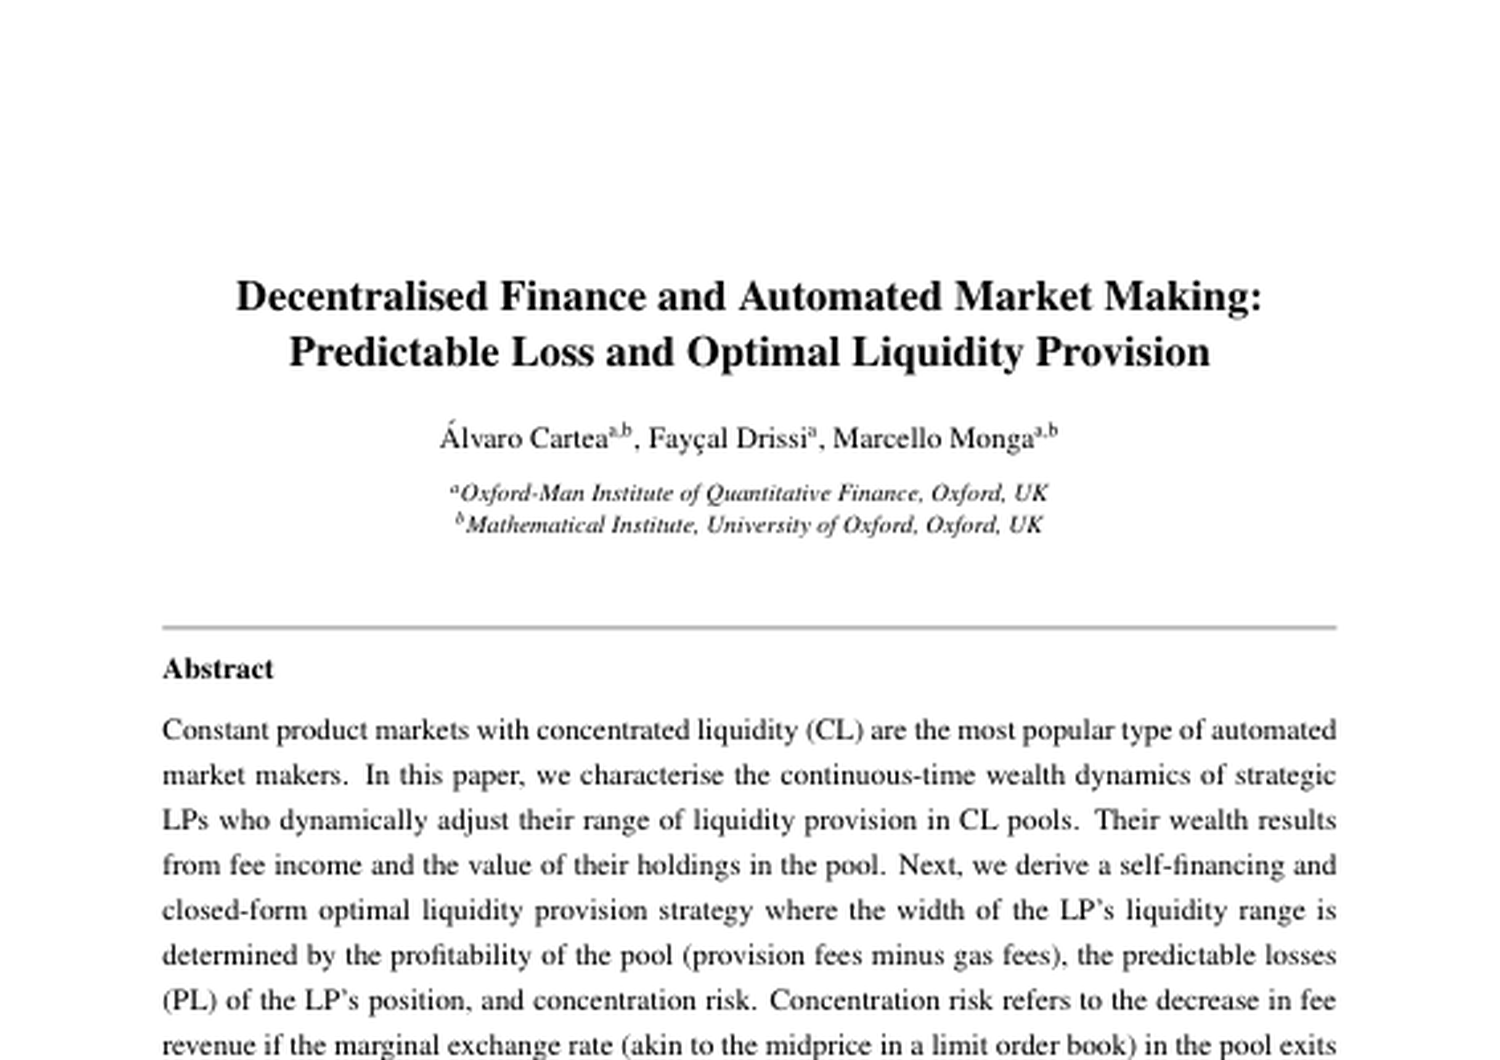 Decentralised Finance and Automated Market Making:
Predictable Loss and Optimal Liquidity Provision
Álvaro Carteaa,b, Fayçal Drissia, Marcello Mongaa,b
aOxford-Man Institute of Quantitative Finance, Oxford, UK
bMathematical Institute, University of Oxford, Oxford, UK
Abstract
Constant product markets with concentrated liquidity (CL) are the most popular type of automated
market makers. In this paper, we characterise the continuous-time wealth dynamics of strategic
LPs who dynamically adjust their range of liquidity provision in CL pools. Their wealth results
from fee income and the value of their holdings in the pool. Next, we derive a self-financing and
closed-form optimal liquidity provision strategy where the width of the LP's liquidity range is
determined by the profitability of the pool (provision fees minus gas fees), the predictable losses
(PL) of the LP's position, and concentration risk. Concentration risk refers to the decrease in fee
revenue if the marginal exchange rate (akin to the midprice in a limit order book) in the pool exits